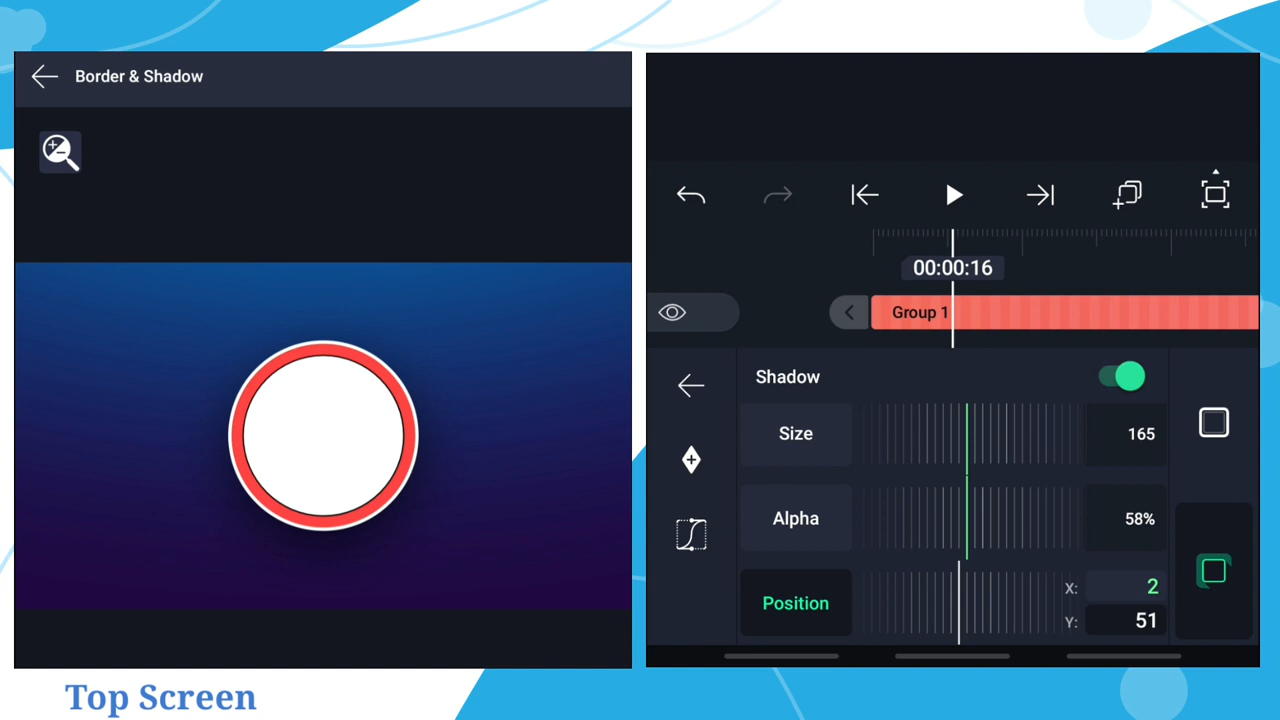 Border & Shadow
00:00:16
Group 1
Shadow
Size
165
Alpha
58%
Position
X: 2
Y: 51
Top Screen